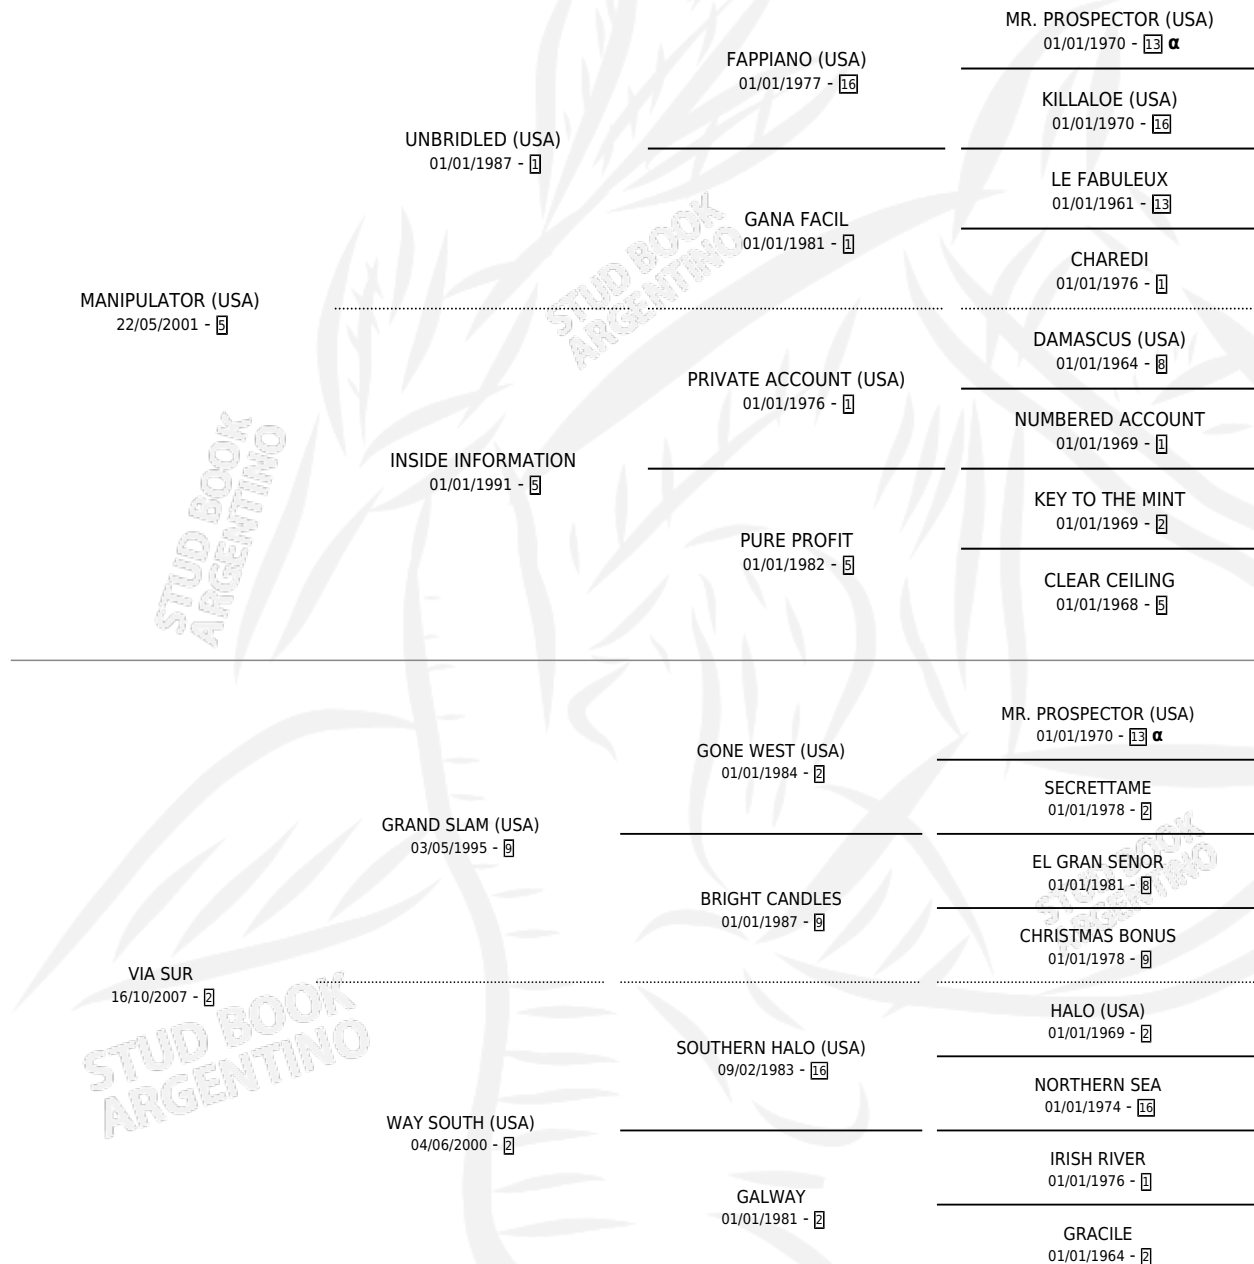 MR. PROSPECTOR (USA)
01/01/1970 - 13 α
FAPPIANO (USA)
01/01/1977 - 16
KILLALOE (USA)
01/01/1970 - 16
UNBRIDLED (USA)
01/01/1987 - 1
LE FABULEUX
01/01/1961 - 13
GANA FACIL
01/01/1981 - 1
CHAREDI
01/01/1976 - 1
MANIPULATOR (USA)
22/05/2001 - 5
STUD BOOK
ARGENTINO
DAMASCUS (USA)
01/01/1964 - 8
PRIVATE ACCOUNT (USA)
01/01/1976 - 1
NUMBERED ACCOUNT
01/01/1969 - 1
INSIDE INFORMATION
01/01/1991 - 5
KEY TO THE MINT
01/01/1969 - 2
PURE PROFIT
01/01/1982 - 5
CLEAR CEILING
01/01/1968 - 5
STUD BOOK
ARGENTINO
MR. PROSPECTOR (USA)
01/01/1970 - 13 α
GONE WEST (USA)
01/01/1984 - 2
SECRETTAME
01/01/1978 - 2
GRAND SLAM (USA)
03/05/1995 - 9
EL GRAN SENOR
01/01/1981 - 8
STUD BOOK
ARGENTINO
BRIGHT CANDLES
01/01/1987 - 9
CHRISTMAS BONUS
01/01/1978 - 9
VIA SUR
16/10/2007 - 2
STUD BOOK
ARGENTINO
HALO (USA)
01/01/1969 - 2
SOUTHERN HALO (USA)
09/02/1983 - 16
NORTHERN SEA
01/01/1974 - 16
WAY SOUTH (USA)
04/06/2000 - 2
IRISH RIVER
01/01/1976 - 1
GALWAY
01/01/1981 - 2
GRACILE
01/01/1964 - 2